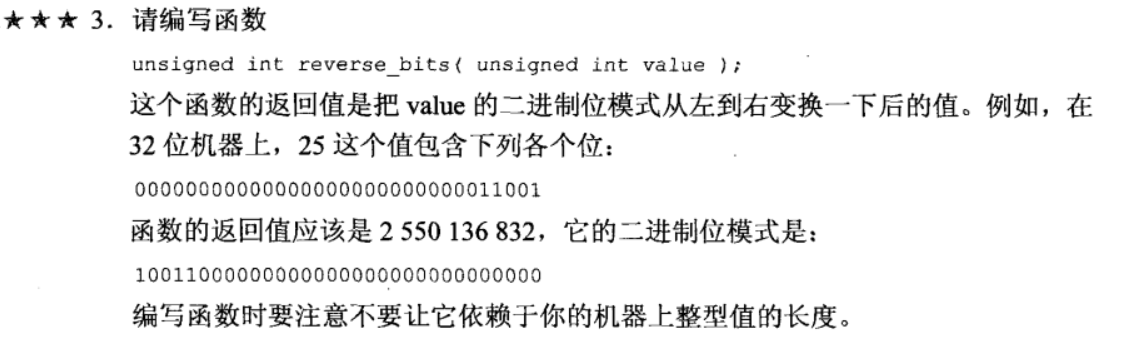 ★★★ 3. 请编写函数
unsigned int reverse_bits( unsigned int value );
这个函数的返回值是把 value 的二进制位模式从左到右变换一下后的值。例如，在
32 位机器上，25 这个值包含下列各个位：
00000000000000000000000000011001
函数的返回值应该是 2 550 136 832，它的二进制位模式是：
10011000000000000000000000000000
编写函数时要注意不要让它依赖于你的机器上整型值的长度。